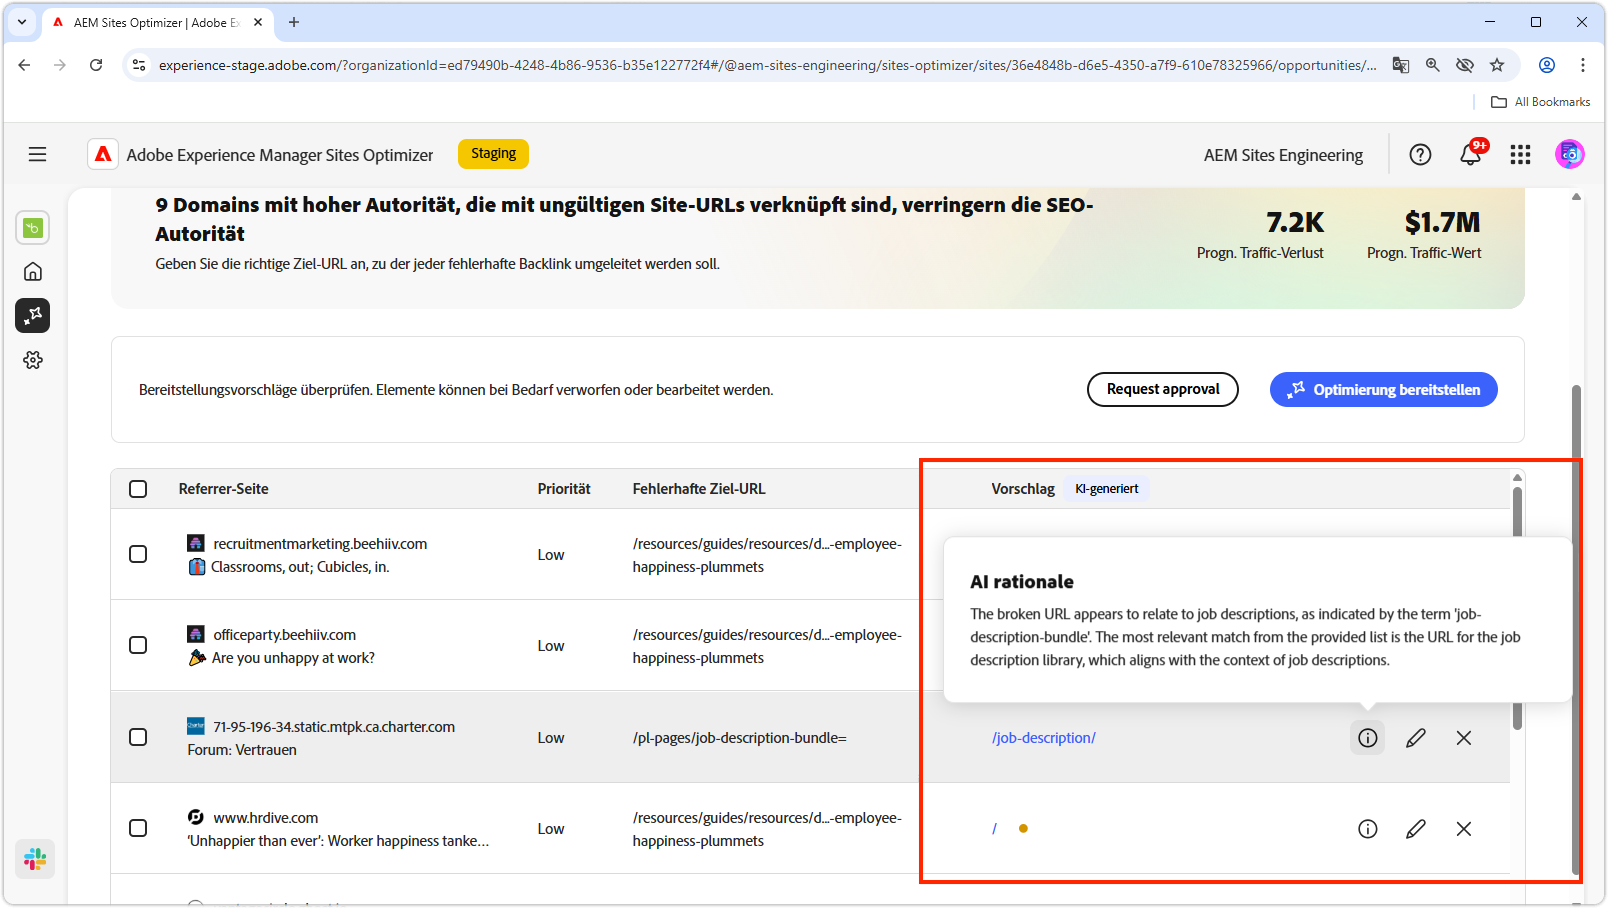 AEM Sites Optimizer | Adobe Ex
experience-stage.adobe.com/?organizationId=ed79490b-4248-4b86-9536-b35e122772f4#/@aem-sites-engineering/sites-optimizer/sites/36e4848b-d6e5-4350-a7f9-610e78325966/opportunities/...
All Bookmarks
Adobe Experience Manager Sites Optimizer
Staging
AEM Sites Engineering
9+
9 Domains mit hoher Autorität, die mit ungültigen Site-URLs verknüpft sind, verringern die SEO-
Autorität
Geben Sie die richtige Ziel-URL an, zu der jeder fehlerhafte Backlink umgeleitet werden soll.
7.2K
Progn. Traffic-Verlust
$1.7M
Progn. Traffic-Wert
Bereitstellungsvorschläge überprüfen. Elemente können bei Bedarf verworfen oder bearbeitet werden.
Request approval
Optimierung bereitstellen
Referrer-Seite
Priorität
Fehlerhafte Ziel-URL
Vorschlag
KI-generiert
recruitmentmarketing.beehiiv.com
Classrooms, out; Cubicles, in.
Low
/resources/guides/resources/d...-employee-
happiness-plummets
AI rationale
The broken URL appears to relate to job descriptions, as indicated by the term 'job-
description-bundle'. The most relevant match from the provided list is the URL for the job
description library, which aligns with the context of job descriptions.
officeparty.beehiiv.com
Are you unhappy at work?
Low
/resources/guides/resources/d...-employee-
happiness-plummets
Charter
71-95-196-34.static.mtpk.ca.charter.com
Forum: Vertrauen
Low
/pl-pages/job-description-bundle=
/job-description/
www.hrdive.com
‘Unhappier than ever’: Worker happiness tanke...
Low
/resources/guides/resources/d...-employee-
happiness-plummets
/